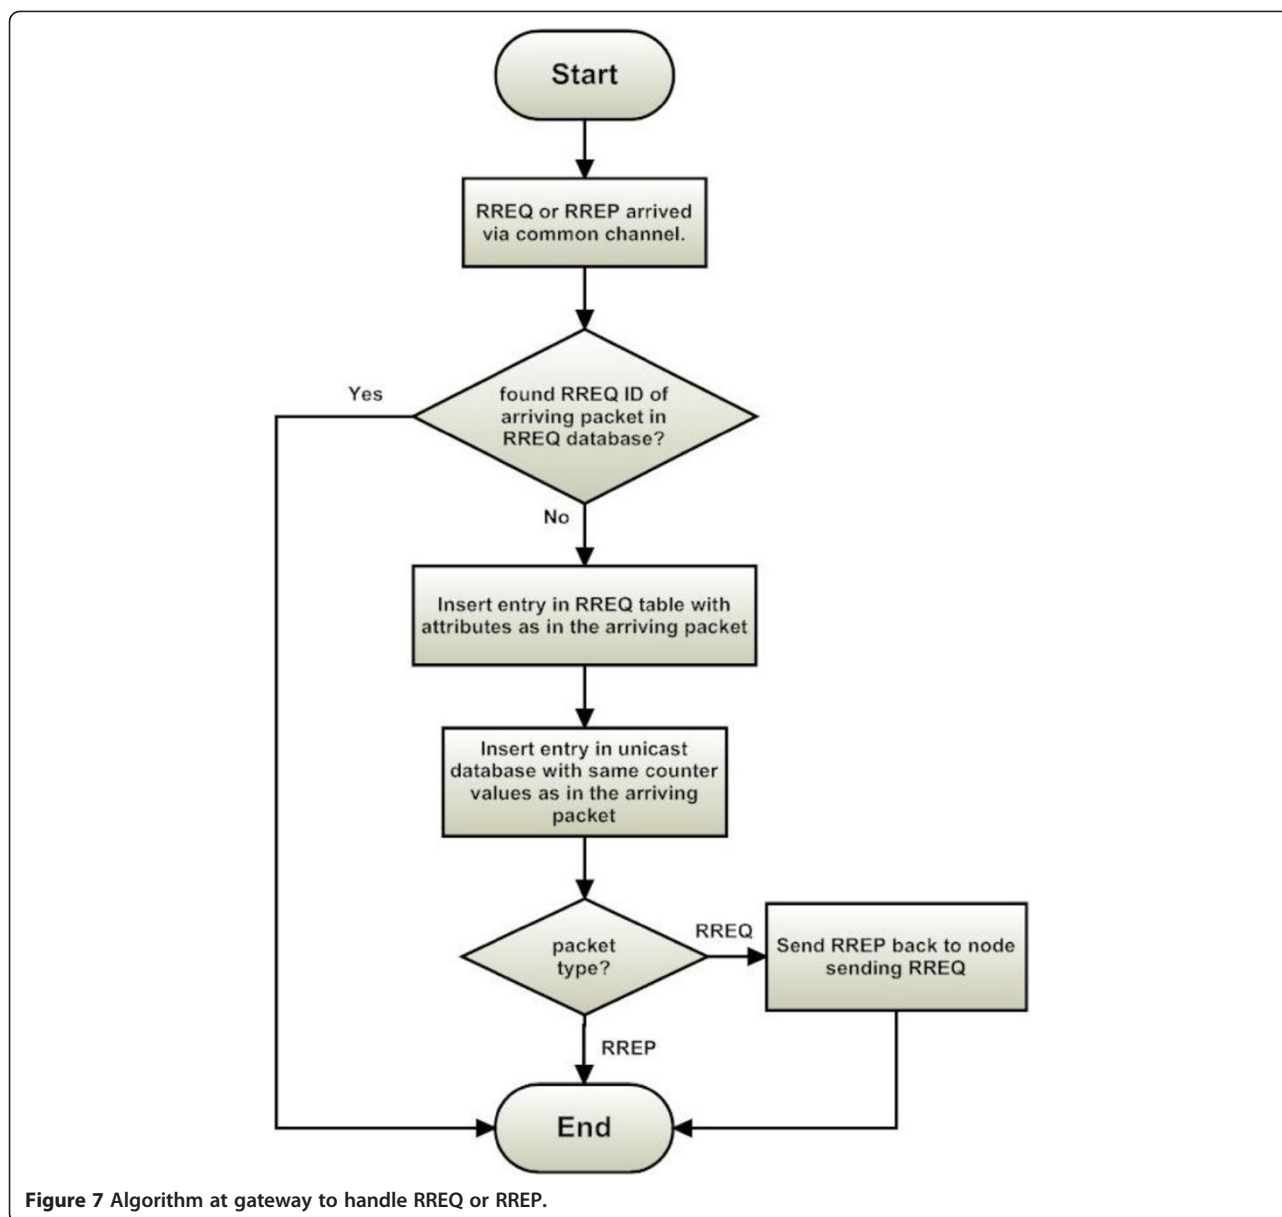 Start
RREQ or RREP arrived
via common channel.
Yes
found RREQ ID of
arriving packet in
RREQ database?
No
Insert entry in RREQ table with
attributes as in the arriving packet
Insert entry in unicast
database with same counter
values as in the arriving
packet
packet
type?
RREQ
Send RREP back to node
sending RREQ
RREP
End
Figure 7 Algorithm at gateway to handle RREQ or RREP.